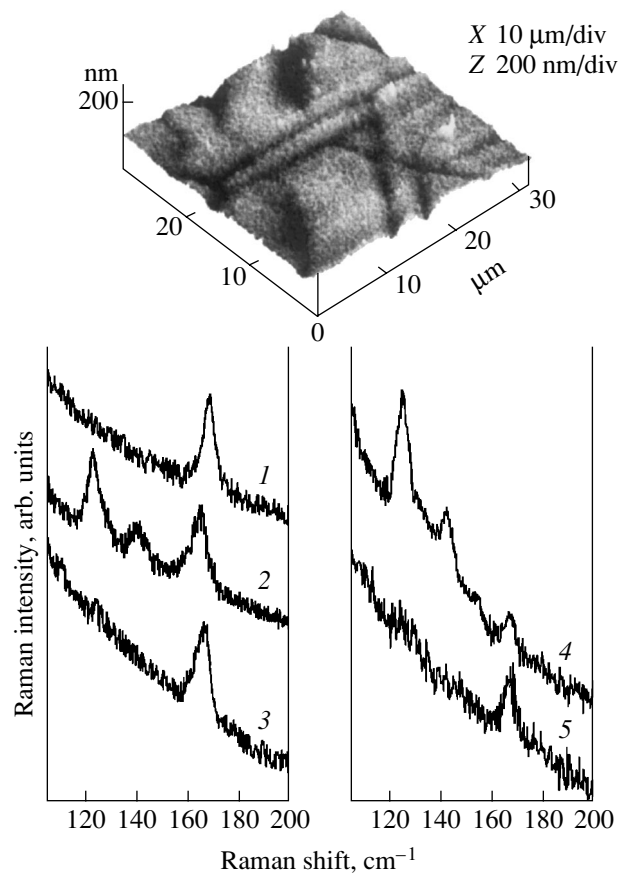 X 10 μm/div
Z 200 nm/div
nm
200
20
10
0
10
20
30
μm
Raman intensity, arb. units
1
2
3
4
5
120 140 160 180 200
120 140 160 180 200
Raman shift, cm⁻¹